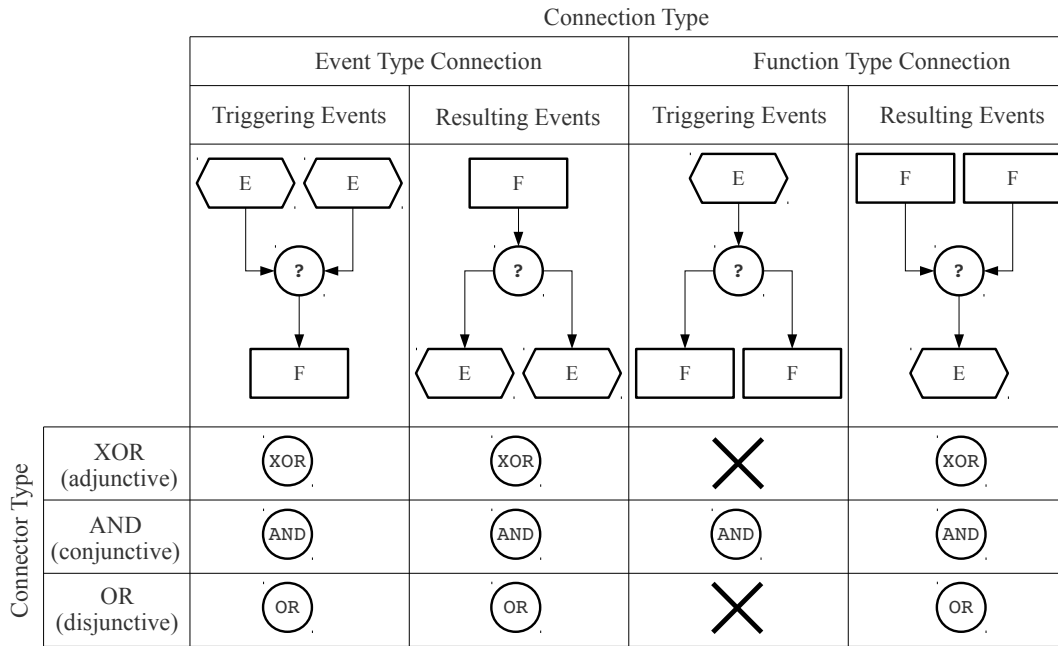 Connection Type
Event Type Connection Function Type Connection
Triggering Events Resulting Events Triggering Events Resulting Events
E E F E F F
? ? ? ?
F E E F F E
Connector Type
XOR
(adjunctive)
XOR XOR XOR
AND
(conjunctive)
AND AND AND AND
OR
(disjunctive)
OR OR OR